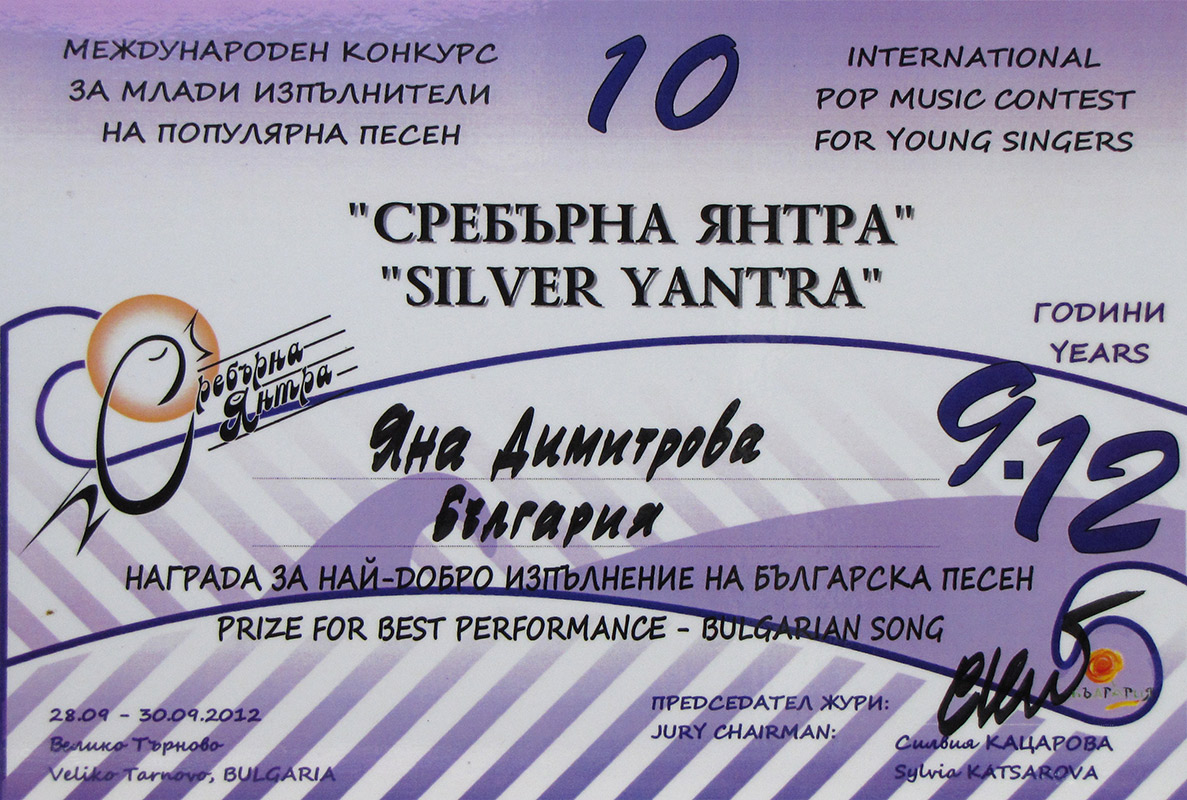 МЕЖДУНАРОДЕН КОНКУРС
ЗА МЛАДИ ИЗПЪЛНИТЕЛИ
НА ПОПУЛЯРНА ПЕСЕН
10
INTERNATIONAL
POP MUSIC CONTEST
FOR YOUNG SINGERS
"СРЕБЪРНА ЯНТРА"
"SILVER YANTRA"
ГОДИНИ
YEARS
9-12
Сребърна
Янтра
Яна Димитрова
България
НАГРАДА ЗА НАЙ-ДОБРО ИЗПЪЛНЕНИЕ НА БЪЛГАРСКА ПЕСЕН
PRIZE FOR BEST PERFORMANCE - BULGARIAN SONG
28.09 - 30.09.2012
Велико Търново
Veliko Tarnovo, BULGARIA
ПРЕДСЕДАТЕЛ ЖУРИ:
JURY CHAIRMAN:
БЪЛГАРИЯ
Силвия КАЦАРОВА
Sylvia KATSAROVA